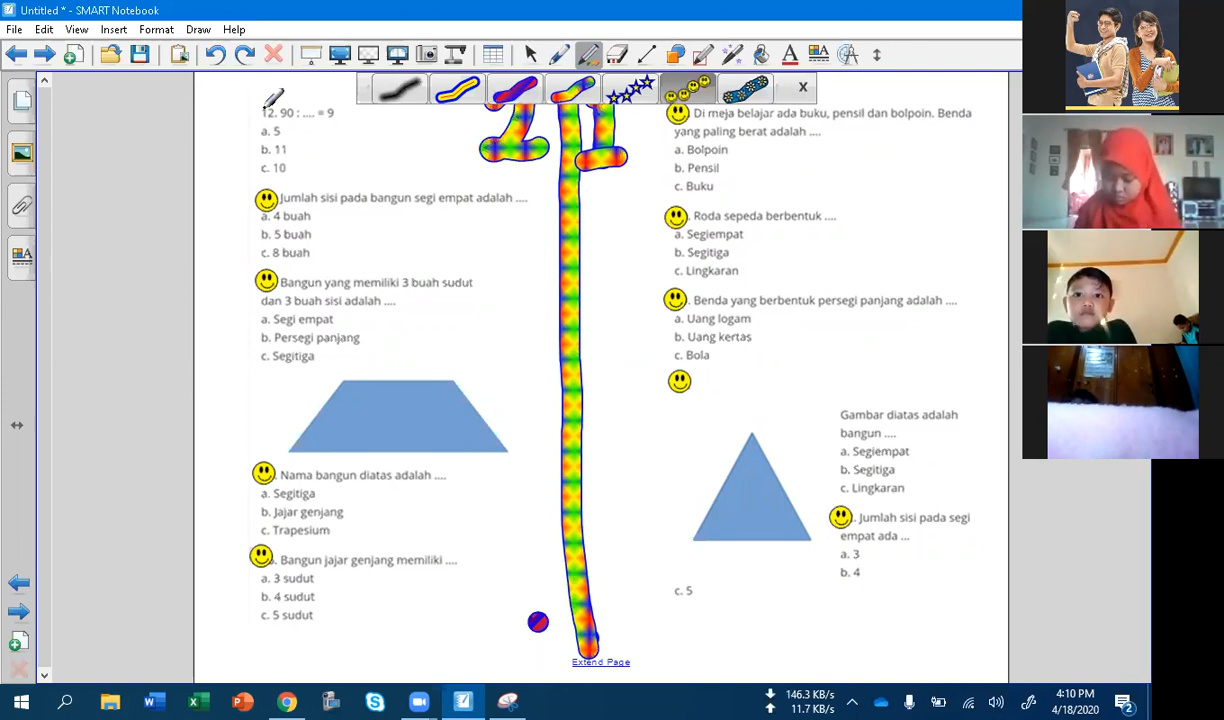 Untitled * - SMART Notebook
File Edit View Insert Format Draw Help
X
12. 90 : .... = 9
a. 5
b. 11
c. 10
Jumlah sisi pada bangun segi empat adalah ....
a. 4 buah
b. 5 buah
c. 8 buah
Bangun yang memiliki 3 buah sudut
dan 3 buah sisi adalah ....
a. Segi empat
b. Persegi panjang
c. Segitiga
. Nama bangun diatas adalah ....
a. Segitiga
b. Jajar genjang
c. Trapesium
. Bangun jajar genjang memiliki ....
a. 3 sudut
b. 4 sudut
c. 5 sudut
2
. Di meja belajar ada buku, pensil dan bolpoin. Benda
yang paling berat adalah ....
a. Bolpoin
b. Pensil
c. Buku
. Roda sepeda berbentuk ....
a. Segiempat
b. Segitiga
c. Lingkaran
. Benda yang berbentuk persegi panjang adalah ....
a. Uang logam
b. Uang kertas
c. Bola
Gambar diatas adalah
bangun ....
a. Segiempat
b. Segitiga
c. Lingkaran
. Jumlah sisi pada segi
empat ada ...
a. 3
b. 4
c. 5
Extend Page
146.3 KB/s
11.7 KB/s
4:10 PM
4/18/2020
2